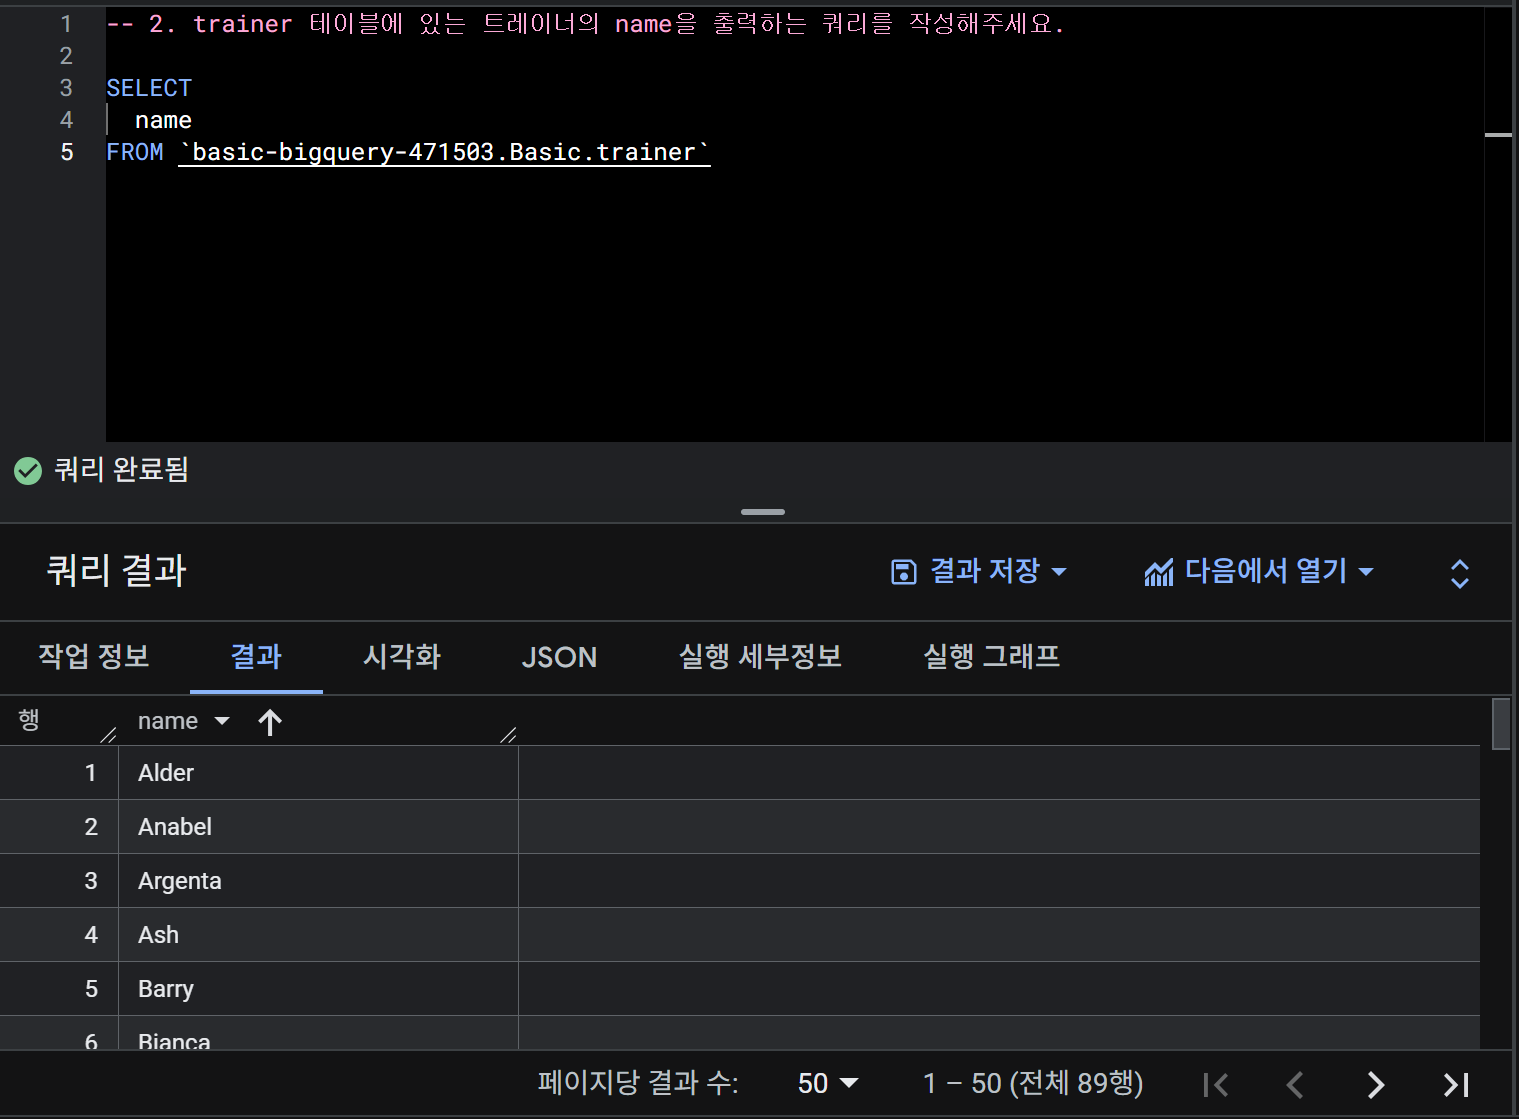 1 -- 2. trainer 테이블에 있는 트레이너의 name을 출력하는 쿼리를 작성해주세요.
2
3 SELECT
4 name
5 FROM `basic-bigquery-471503.Basic.trainer`
쿼리 완료됨
쿼리 결과 결과 저장 다음에서 열기
작업 정보 결과 시각화 JSON 실행 세부정보 실행 그래프
행 name
1 Alder
2 Anabel
3 Argenta
4 Ash
5 Barry
6 Bianca
페이지당 결과 수: 50 1 – 50 (전체 89행)